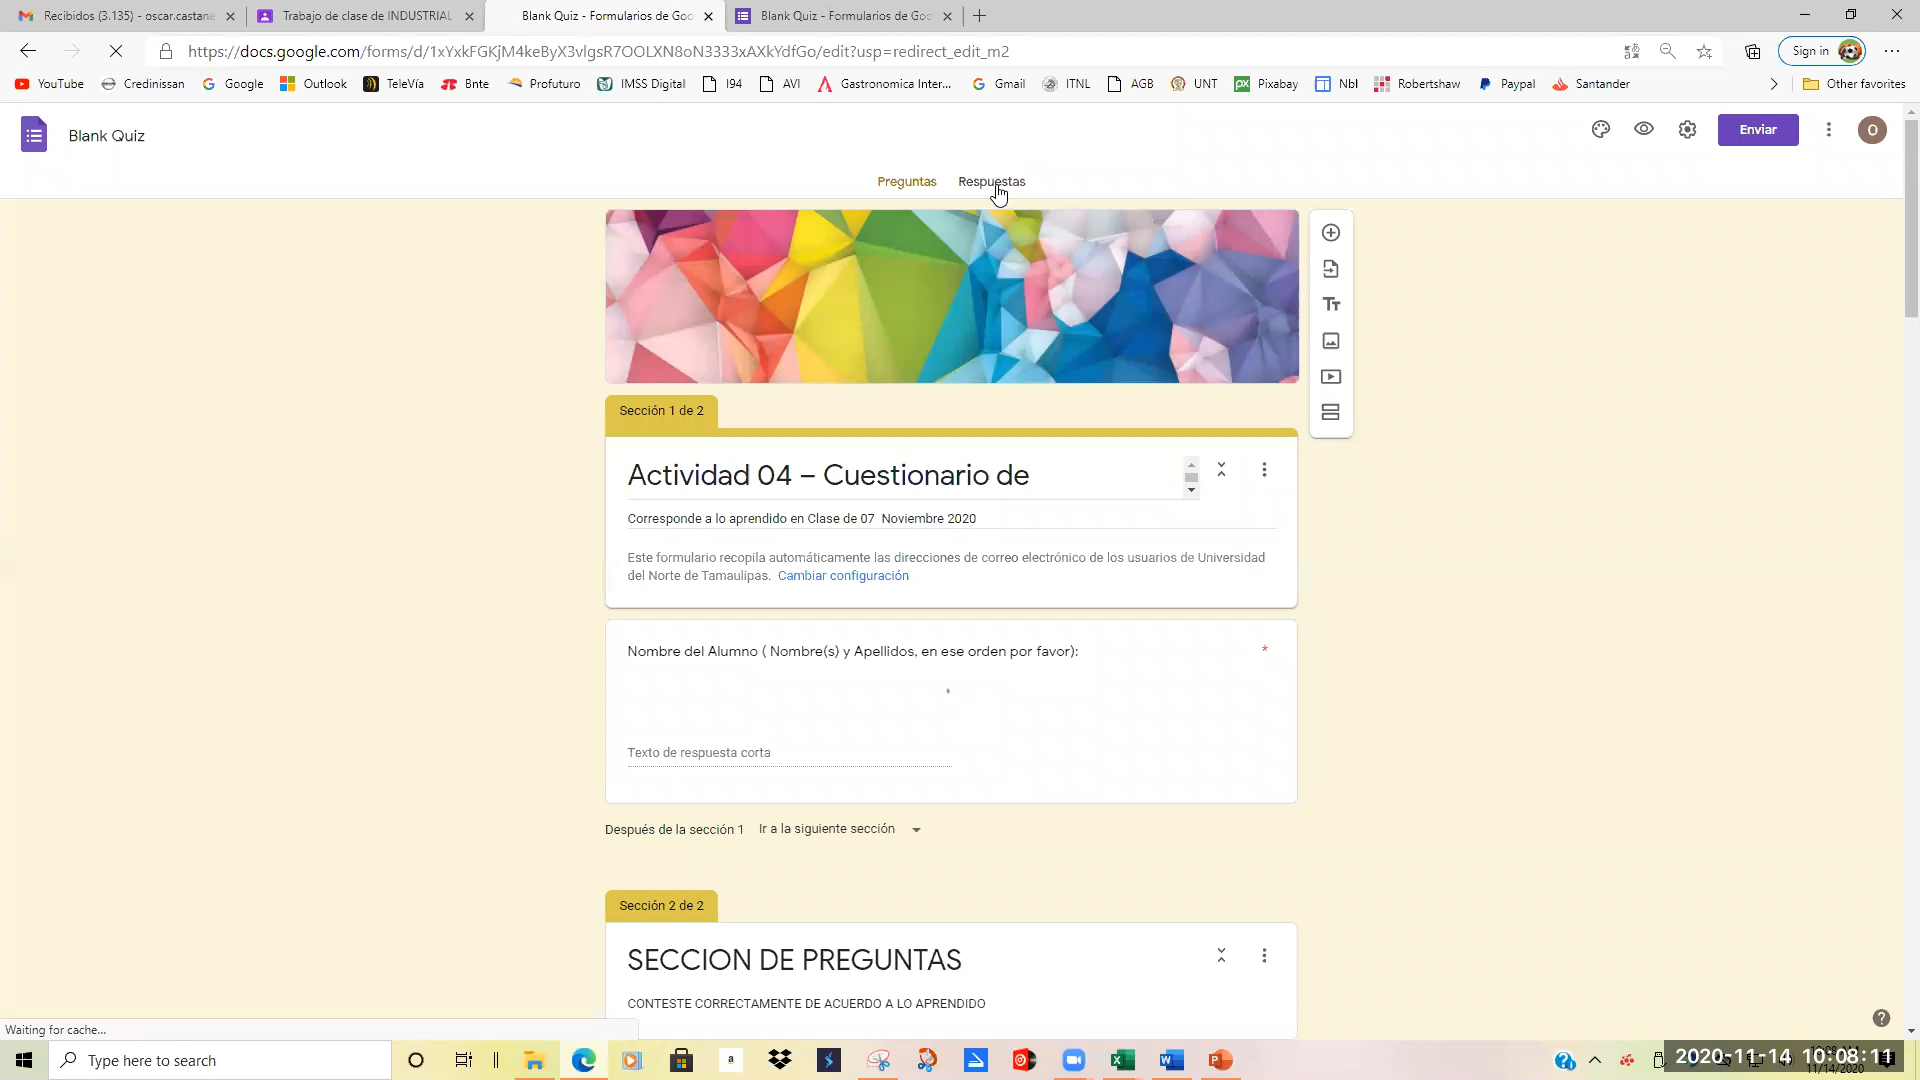 Recibidos (3.135) - oscar.castane
Trabajo de clase de INDUSTRIAL
Blank Quiz - Formularios de Goo
Blank Quiz - Formularios de Goo
https://docs.google.com/forms/d/1xYxkFGKjM4keByX3vlgsR7OOLXN8oN3333xAXkYdfGo/edit?usp=redirect_edit_m2
Sign in
YouTube
Credinissan
Google
Outlook
TeleVía
Bnte
Profuturo
IMSS Digital
I94
AVI
Gastronomica Inter...
Gmail
ITNL
AGB
UNT
Pixabay
Nbl
Robertshaw
Paypal
Santander
Other favorites
Blank Quiz
Enviar
O
Preguntas
Respuestas
Sección 1 de 2
Actividad 04 – Cuestionario de
Corresponde a lo aprendido en Clase de 07 Noviembre 2020
Este formulario recopila automáticamente las direcciones de correo electrónico de los usuarios de Universidad
del Norte de Tamaulipas. Cambiar configuración
Nombre del Alumno ( Nombre(s) y Apellidos, en ese orden por favor): *
Texto de respuesta corta
Después de la sección 1 Ir a la siguiente sección
Sección 2 de 2
SECCION DE PREGUNTAS
CONTESTE CORRECTAMENTE DE ACUERDO A LO APRENDIDO
Waiting for cache...
Type here to search
2020-11-14 10:08:11
11/14/2020